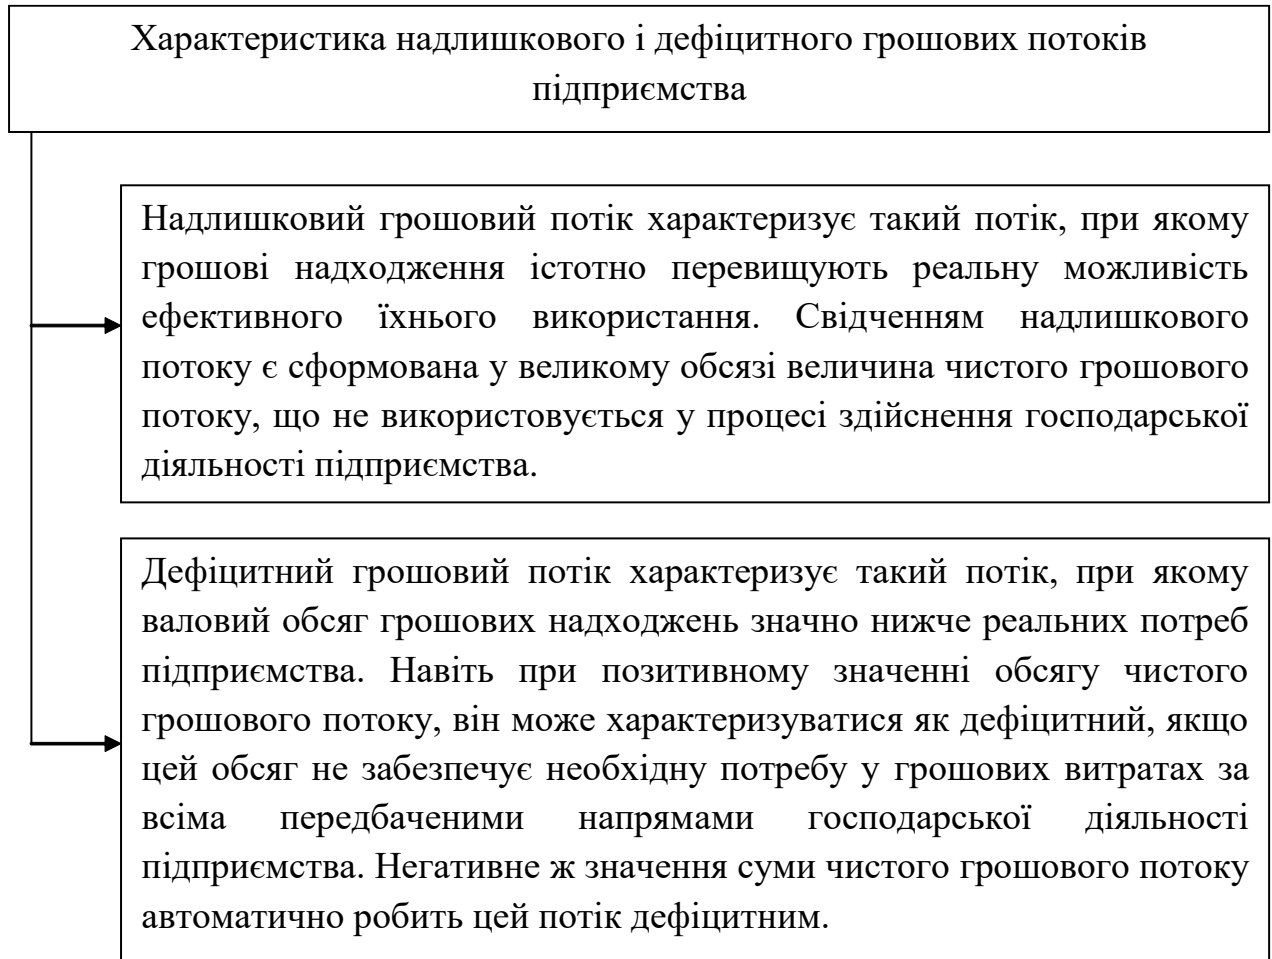 Характеристика надлишкового і дефіцитного грошових потоків
підприємства
Надлишковий грошовий потік характеризує такий потік, при якому
грошові надходження істотно перевищують реальну можливість
ефективного їхнього використання. Свідченням надлишкового
потоку є сформована у великому обсязі величина чистого грошового
потоку, що не використовується у процесі здійснення господарської
діяльності підприємства.
Дефіцитний грошовий потік характеризує такий потік, при якому
валовий обсяг грошових надходжень значно нижче реальних потреб
підприємства. Навіть при позитивному значенні обсягу чистого
грошового потоку, він може характеризуватися як дефіцитний, якщо
цей обсяг не забезпечує необхідну потребу у грошових витратах за
всіма передбаченими напрямами господарської діяльності
підприємства. Негативне ж значення суми чистого грошового потоку
автоматично робить цей потік дефіцитним.